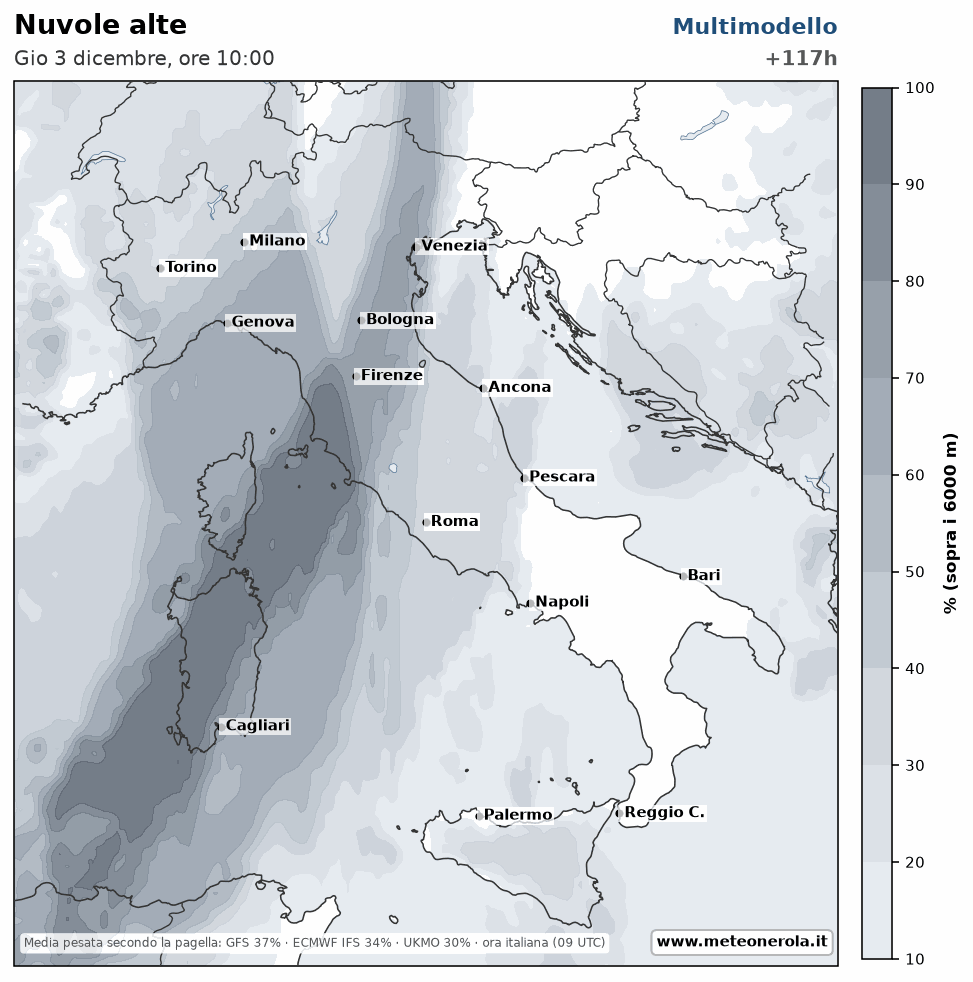 Nuvole alte
Multimodello
Gio 3 dicembre, ore 10:00
+117h
100
90
80
70
60
50
40
30
20
10
% (sopra i 6000 m)
Milano
Venezia
Torino
Genova
Bologna
Firenze
Ancona
Pescara
Roma
Bari
Napoli
Cagliari
Palermo
Reggio C.
Media pesata secondo la pagella: GFS 37% · ECMWF IFS 34% · UKMO 30% · ora italiana (09 UTC)
www.meteonerola.it